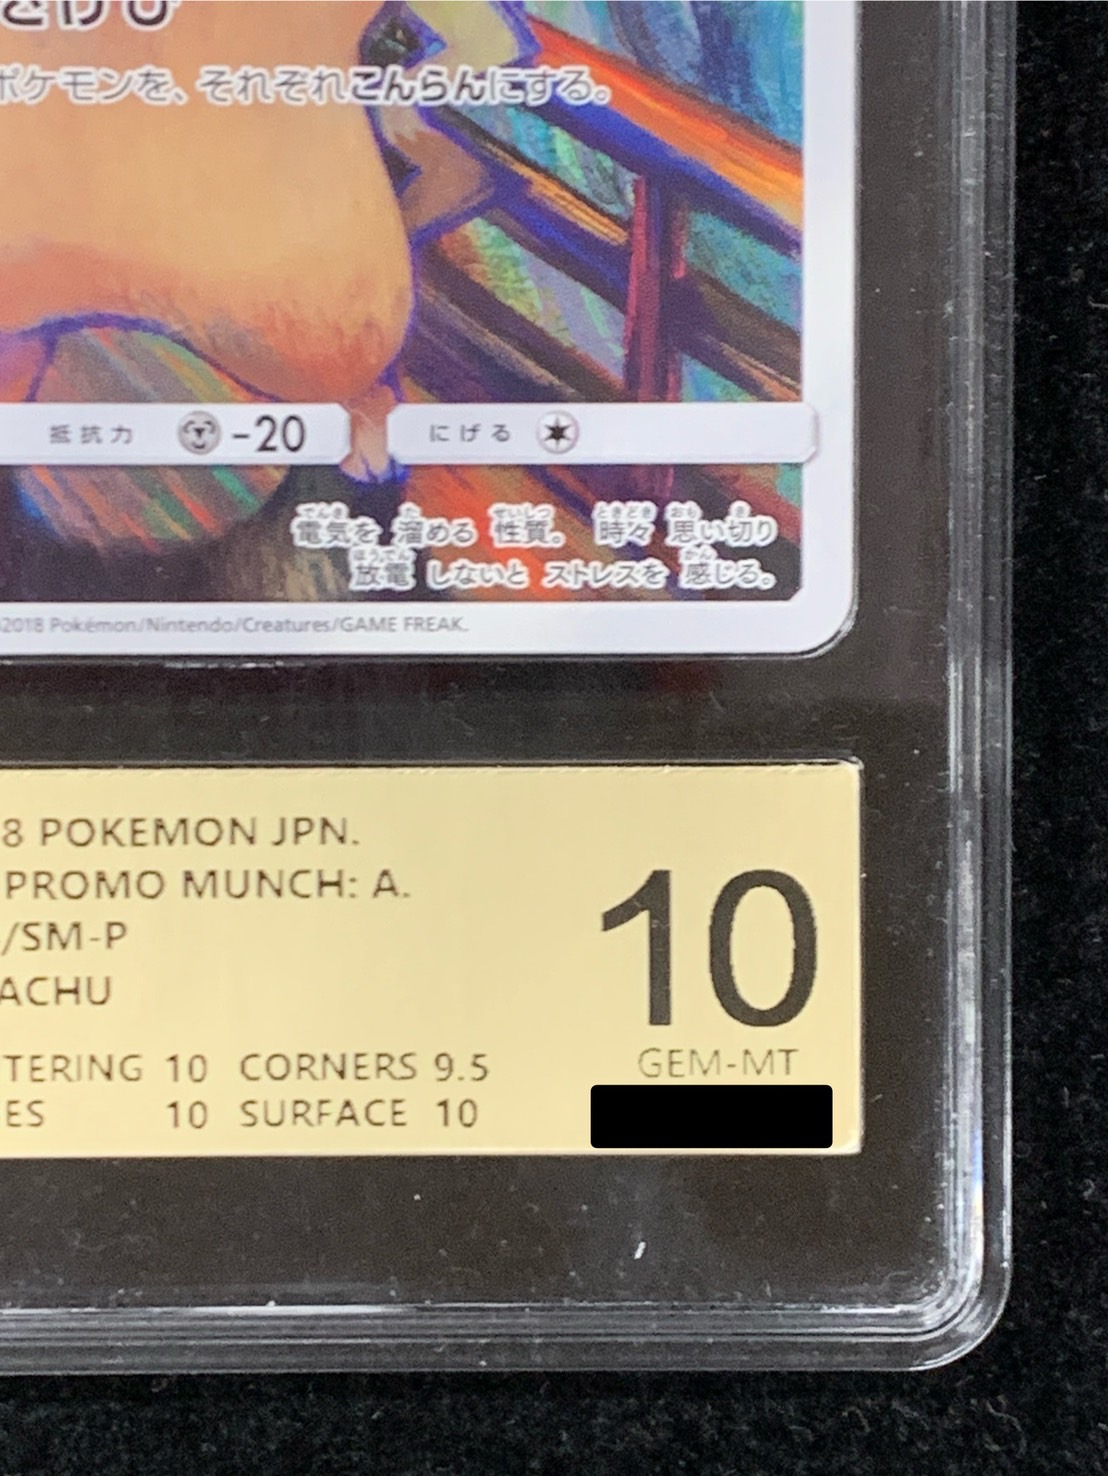 さけび
ポケモンを、それぞれこんらんにする。
抵抗力 -20 にげる
電気を 溜める 性質。 時々 思い切り
放電 しないと ストレスを 感じる。
2018 Pokémon/Nintendo/Creatures/GAME FREAK.
8 POKEMON JPN.
PROMO MUNCH: A.
/SM-P
ACHU
10
TERING 10 CORNERS 9.5
ES 10 SURFACE 10
GEM-MT